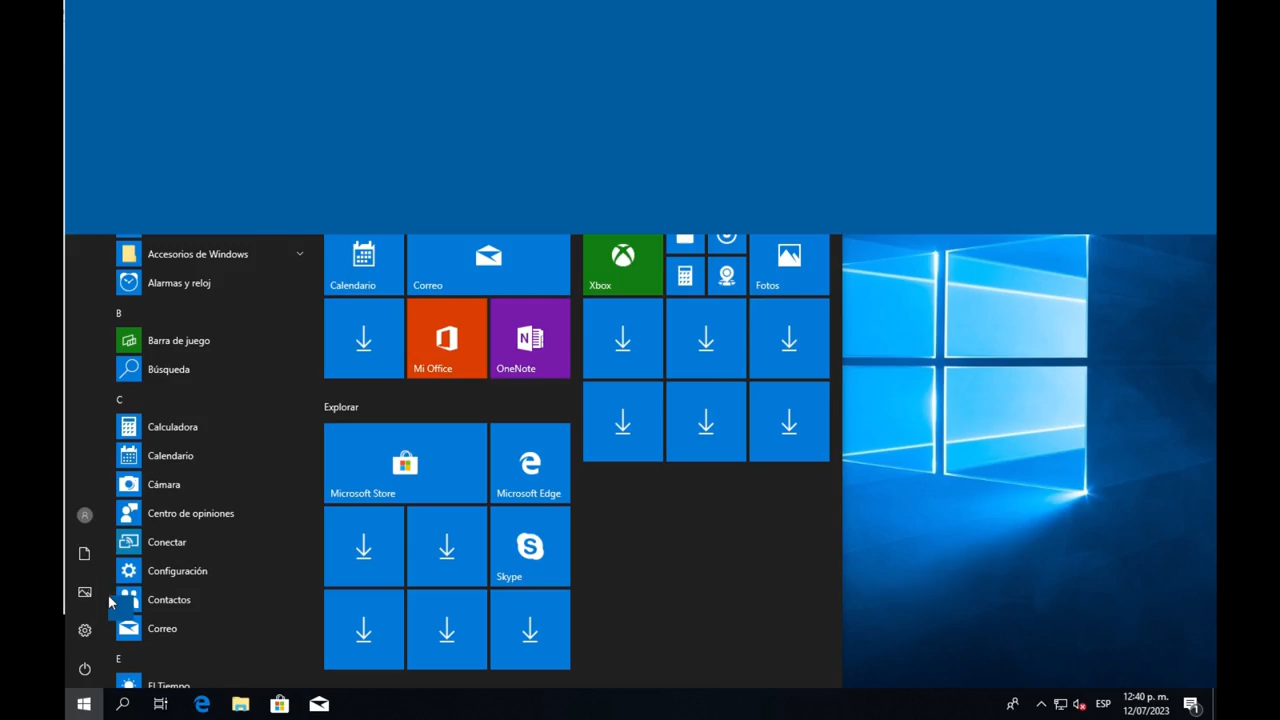 Accesorios de Windows
Alarmas y reloj
B
Barra de juego
Búsqueda
C
Calculadora
Calendario
Cámara
Centro de opiniones
Conectar
Configuración
Contactos
Correo
E
El Tiempo
Calendario
Correo
Mi Office
OneNote
Explorar
Microsoft Store
Microsoft Edge
Skype
Xbox
Fotos
R
ESP
12:40 p. m.
12/07/2023
1